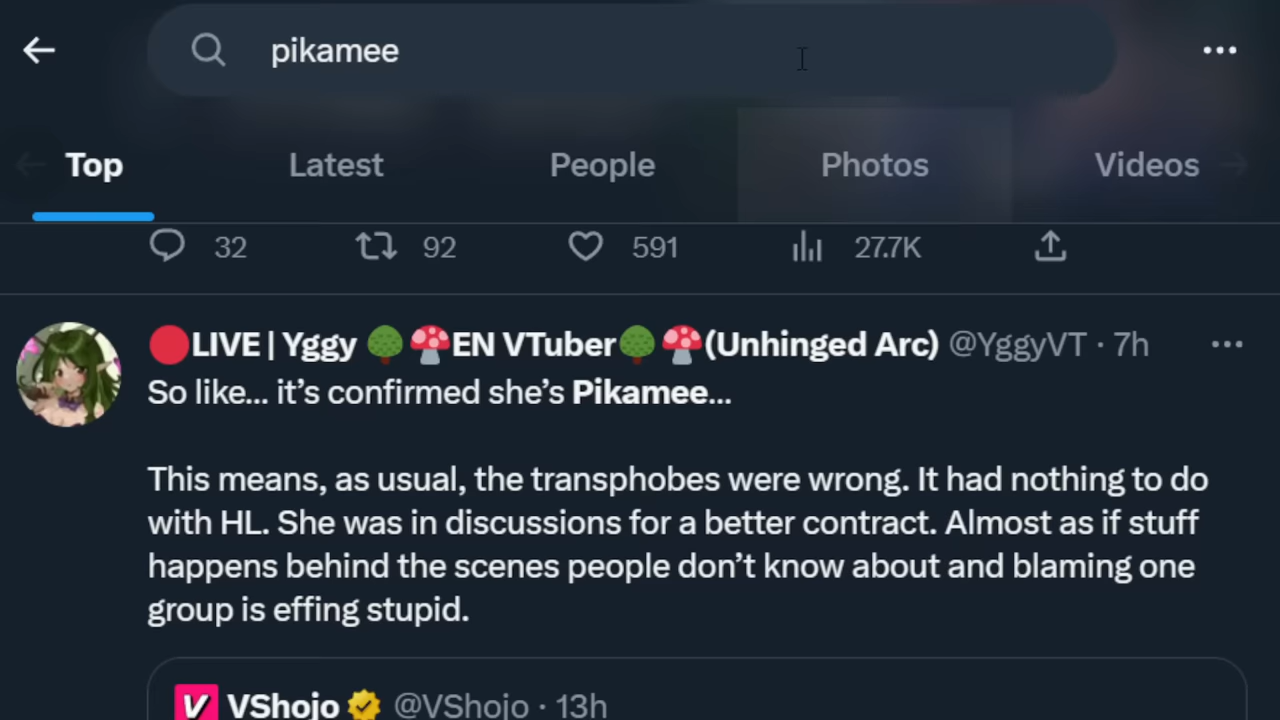 pikamee
Top Latest People Photos Videos
32 92 591 27.7K
🔴LIVE | Yggy 🌳🍄EN VTuber🌳🍄(Unhinged Arc) @YggyVT · 7h
So like... it's confirmed she's Pikamee...
This means, as usual, the transphobes were wrong. It had nothing to do
with HL. She was in discussions for a better contract. Almost as if stuff
happens behind the scenes people don't know about and blaming one
group is effing stupid.
V VShojo @VShojo · 13h